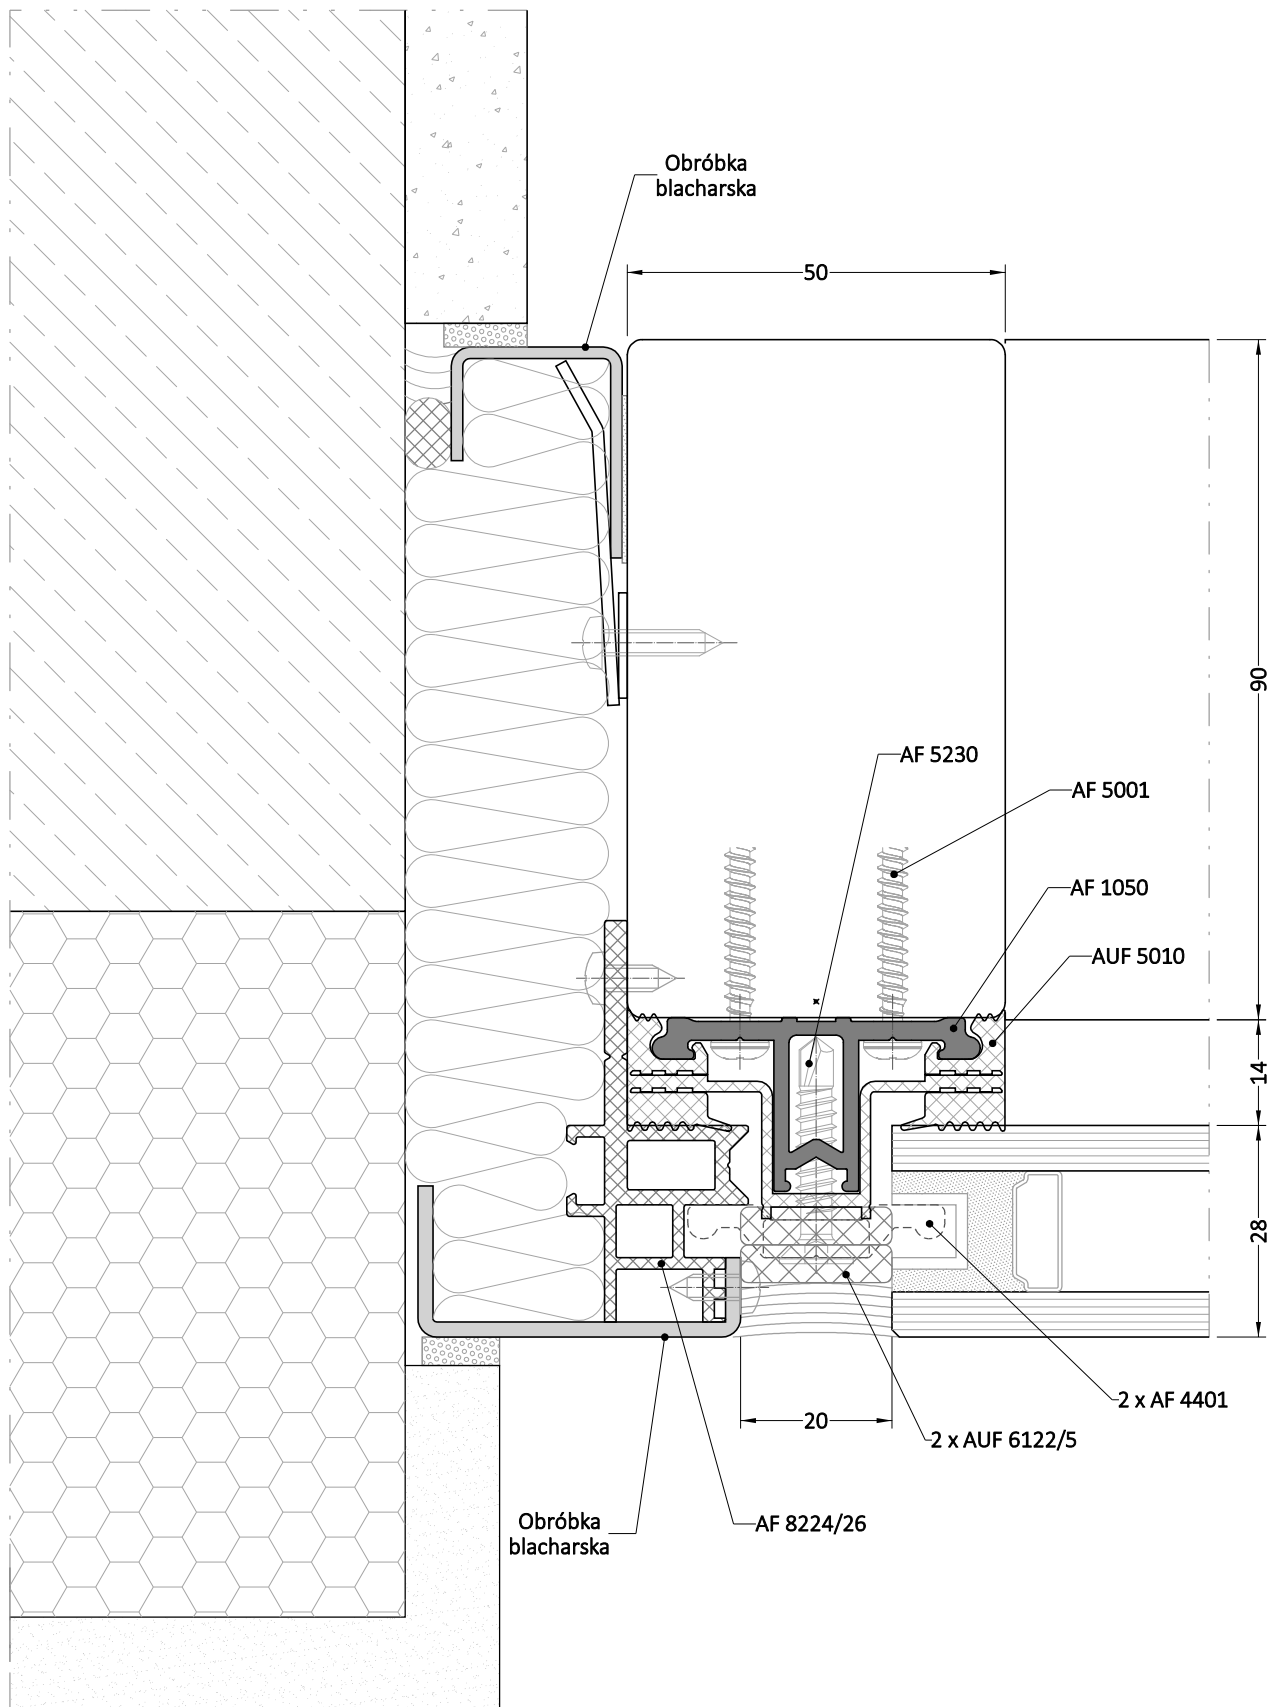 Obróbka
blacharska
50
90
AF 5230
AF 5001
AF 1050
AUF 5010
14
28
2 x AF 4401
20
2 x AUF 6122/5
Obróbka
blacharska
AF 8224/26